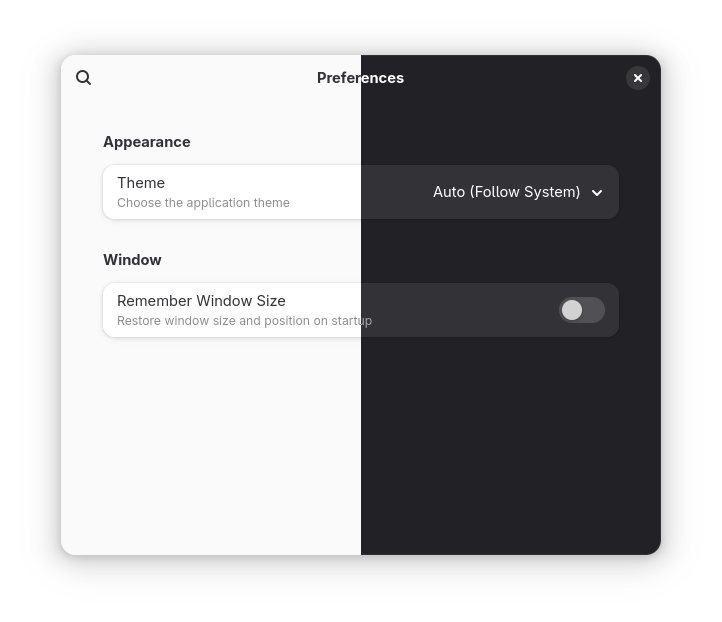 Preferences
Appearance
Theme
Choose the application theme
Auto (Follow System)
Window
Remember Window Size
Restore window size and position on startup